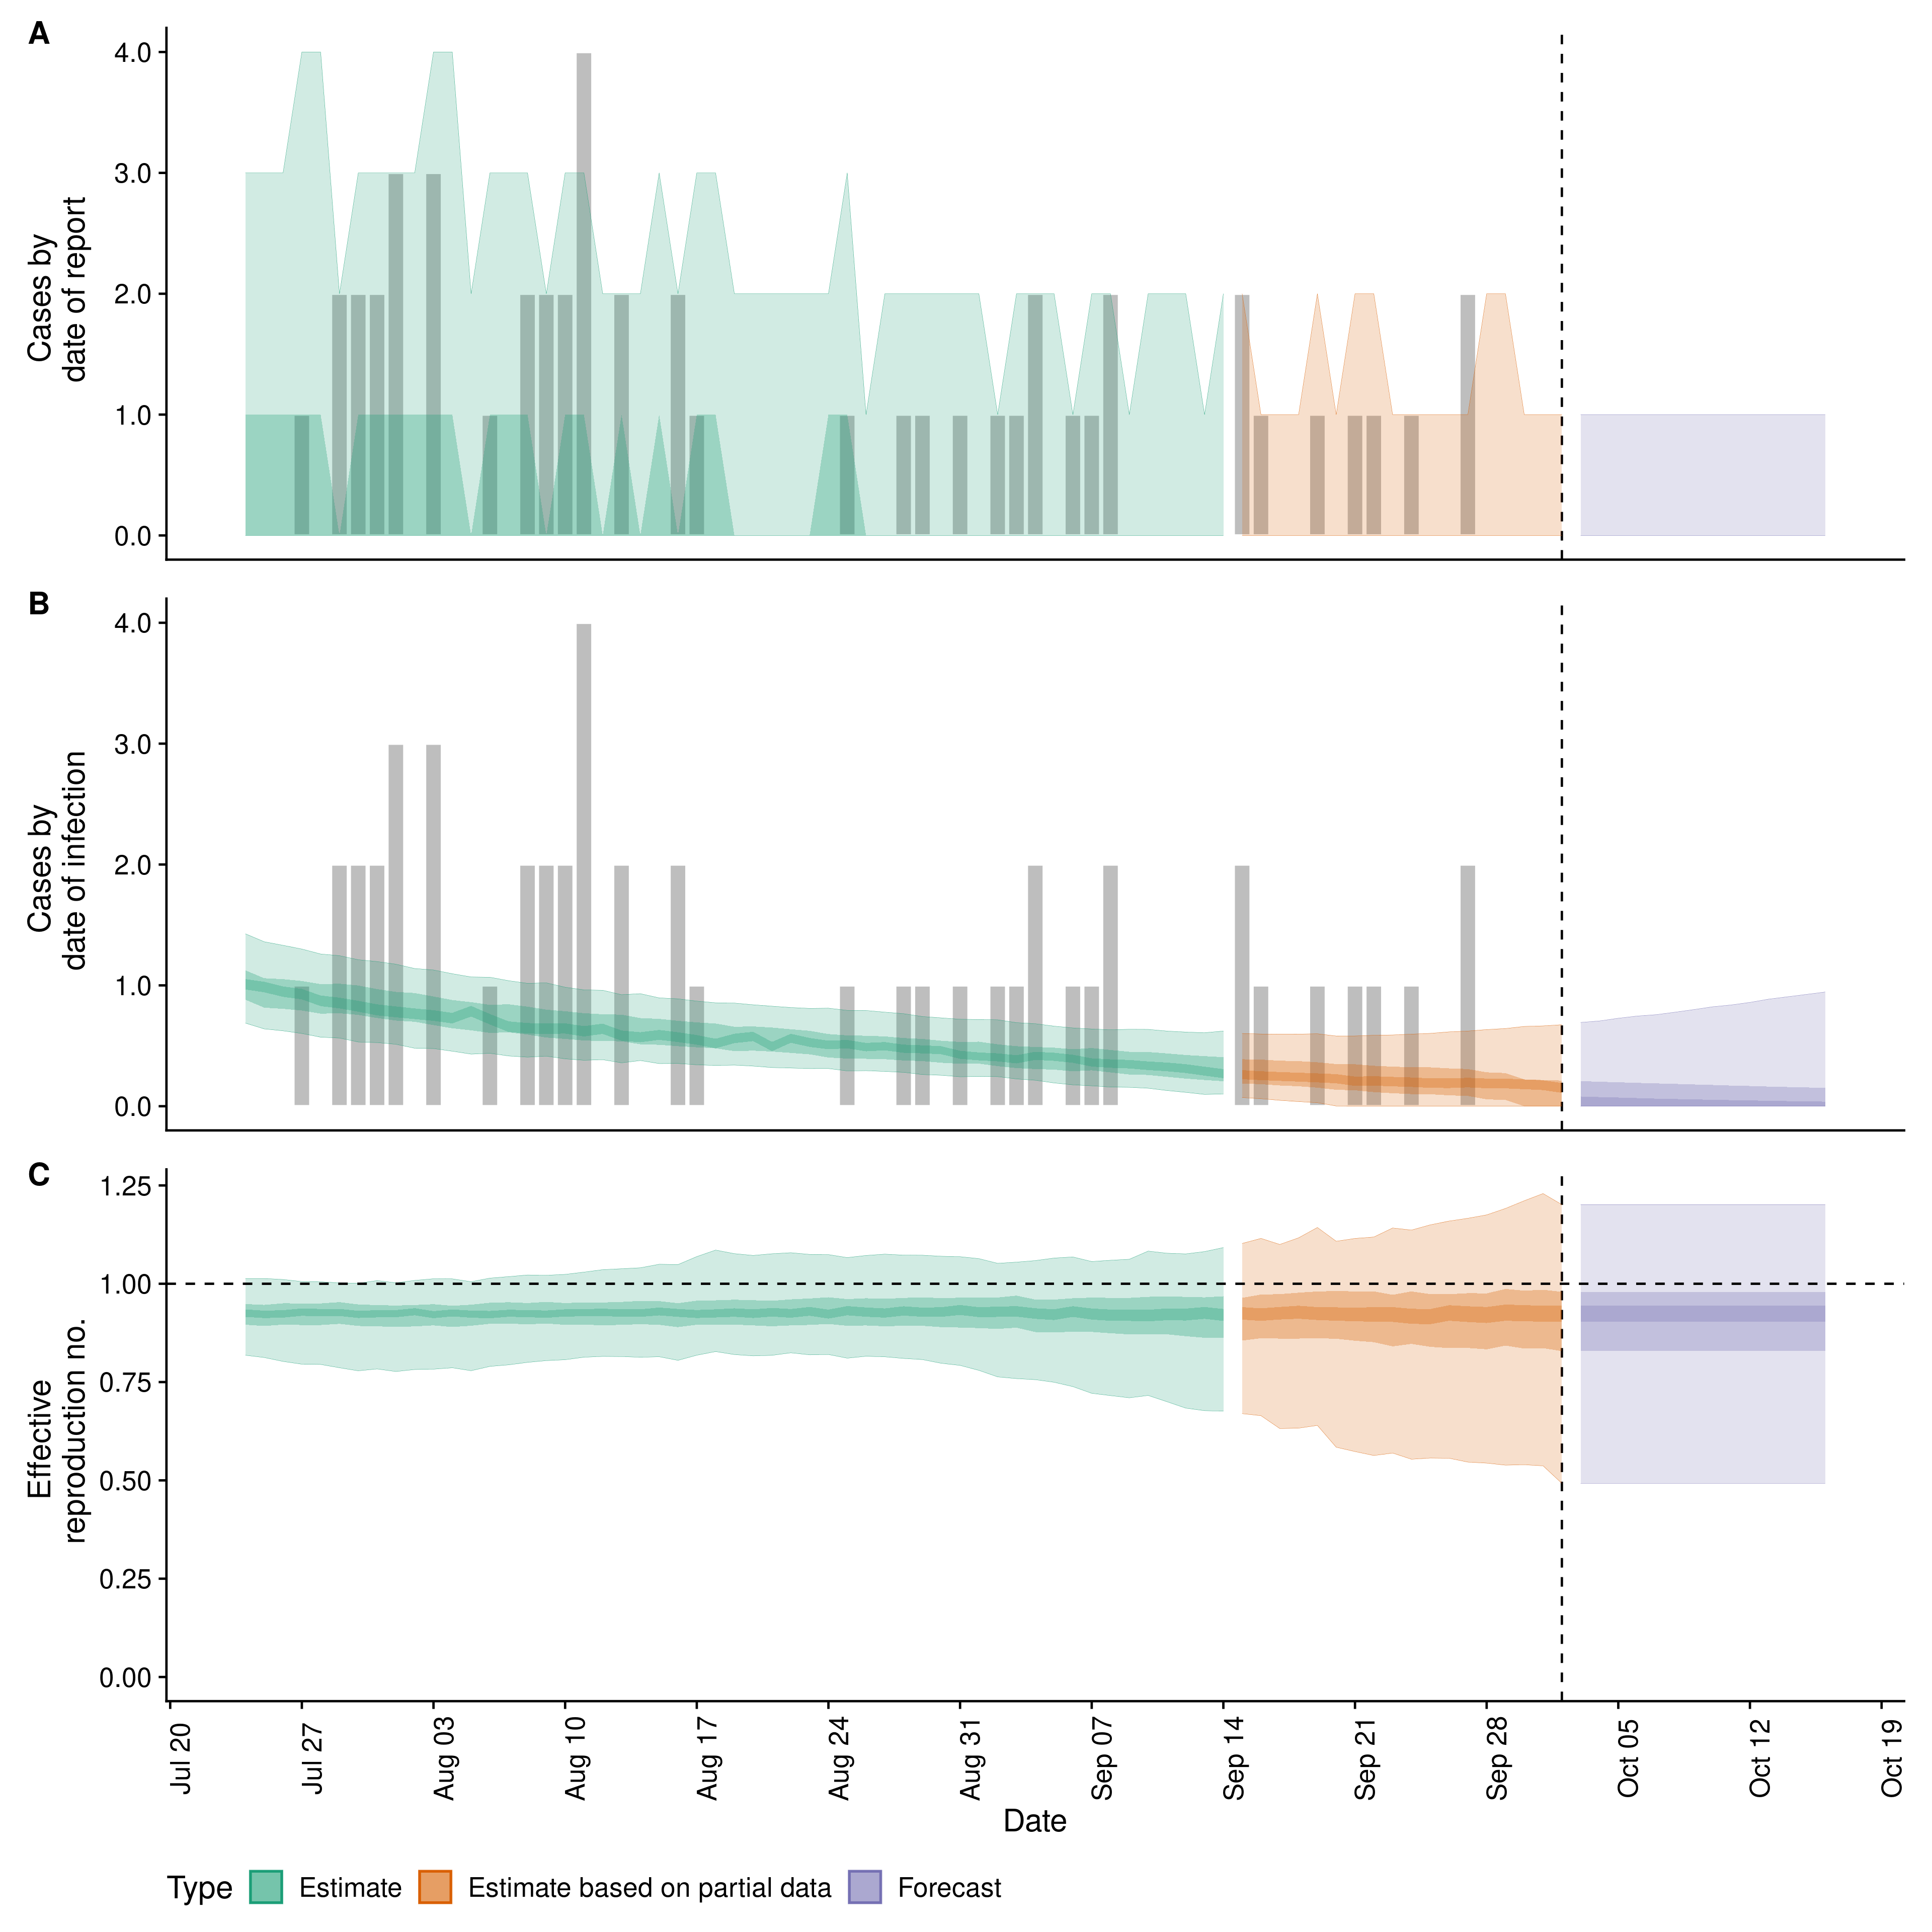 A
4.0
3.0
2.0
1.0
0.0
Cases by
date of report
B
4.0
3.0
2.0
1.0
0.0
Cases by
date of infection
C
1.25
1.00
0.75
0.50
0.25
0.00
Effective
reproduction no.
Jul 20
Jul 27
Aug 03
Aug 10
Aug 17
Aug 24
Aug 31
Sep 07
Sep 14
Sep 21
Sep 28
Oct 05
Oct 12
Oct 19
Date
Type Estimate Estimate based on partial data Forecast